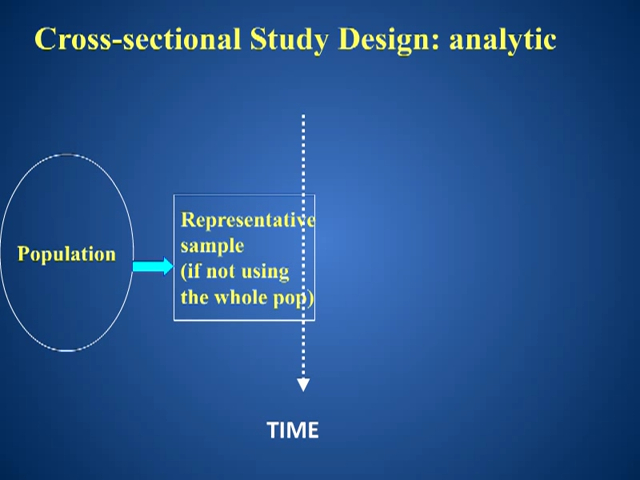 Cross-sectional Study Design: analytic
Population
Representative
sample
(if not using
the whole pop)
TIME